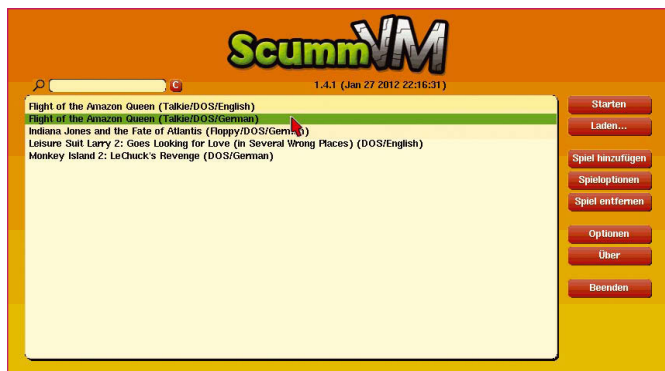 ScummVM
C
1.4.1 (Jan 27 2012 22:16:31)
Flight of the Amazon Queen (Talkie/DOS/English)
Flight of the Amazon Queen (Talkie/DOS/German)
Indiana Jones and the Fate of Atlantis (Floppy/DOS/German)
Leisure Suit Larry 2: Goes Looking for Love (in Several Wrong Places) (DOS/English)
Monkey Island 2: LeChuck's Revenge (DOS/German)
Starten
Laden...
Spiel hinzufügen
Spieloptionen
Spiel entfernen
Optionen
Über
Beenden